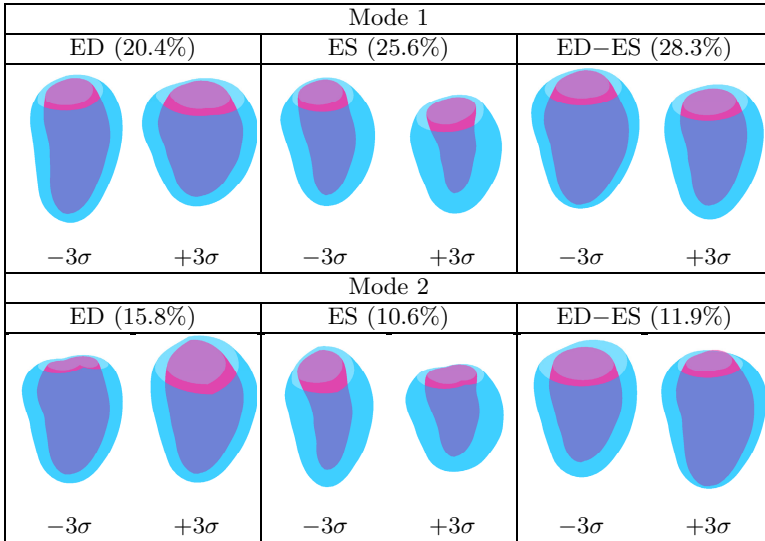 Mode 1
ED (20.4%) ES (25.6%) ED−ES (28.3%)
−3σ +3σ −3σ +3σ −3σ +3σ
Mode 2
ED (15.8%) ES (10.6%) ED−ES (11.9%)
−3σ +3σ −3σ +3σ −3σ +3σ